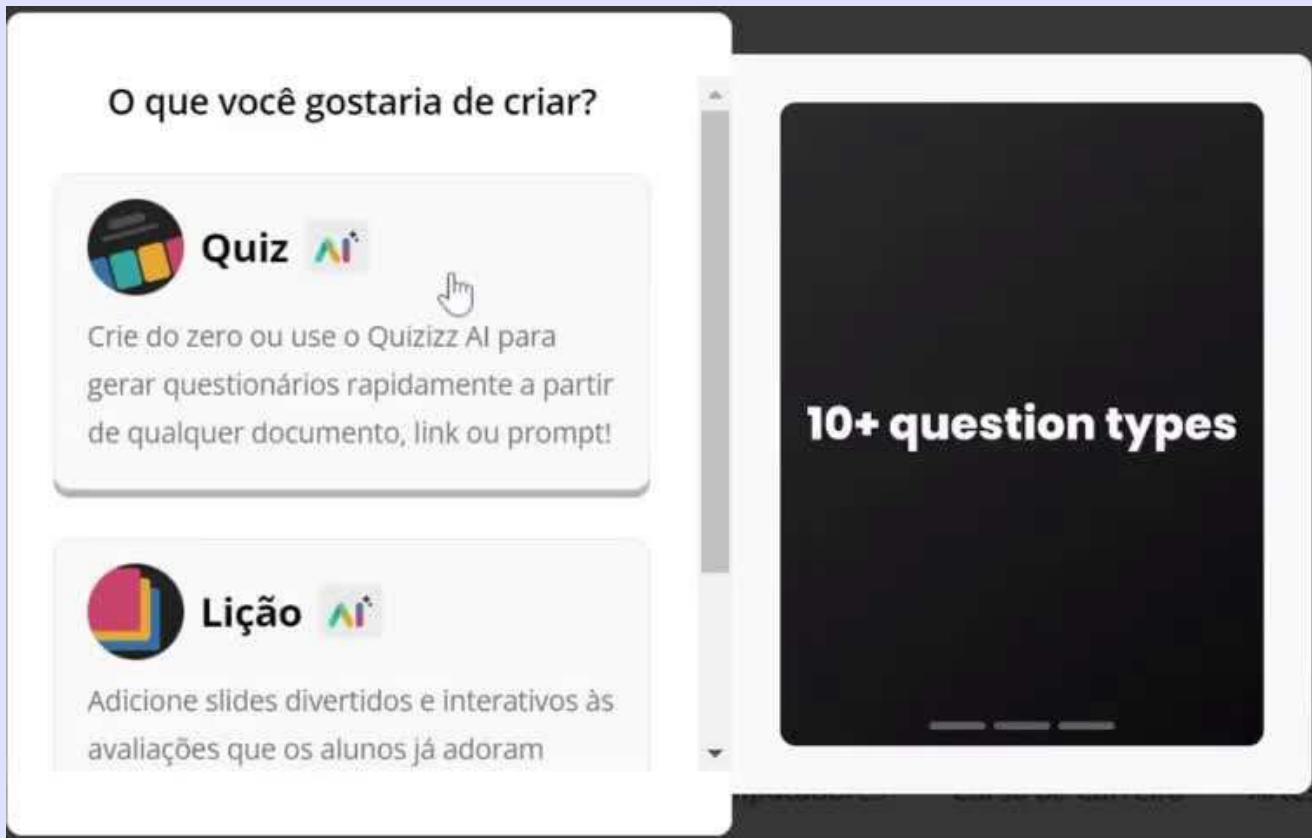 O que você gostaria de criar?
Quiz AI
Crie do zero ou use o Quizizz AI para
gerar questionários rapidamente a partir
de qualquer documento, link ou prompt!
Lição AI
Adicione slides divertidos e interativos às
avaliações que os alunos já adoram
10+ question types